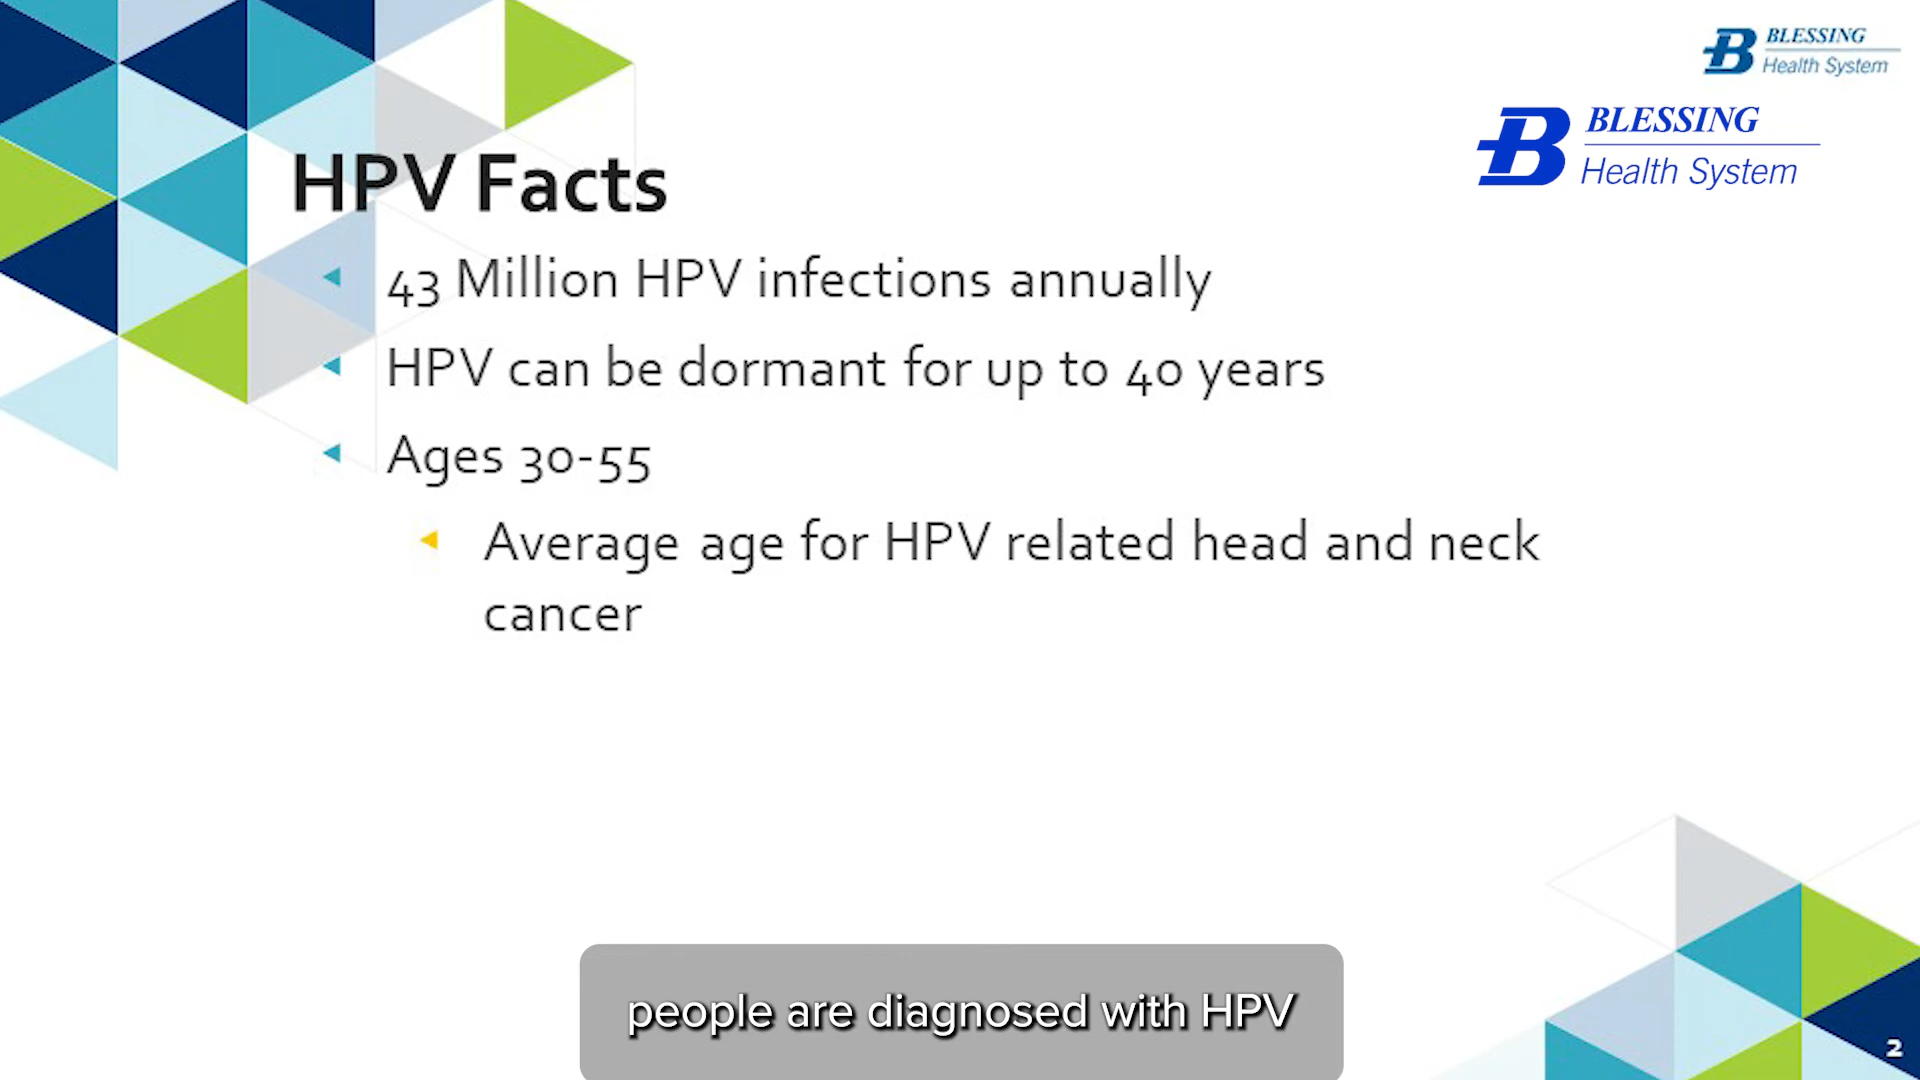 BLESSING
Health System
BLESSING
Health System
HPV Facts
43 Million HPV infections annually
HPV can be dormant for up to 40 years
Ages 30-55
Average age for HPV related head and neck
cancer
people are diagnosed with HPV
2